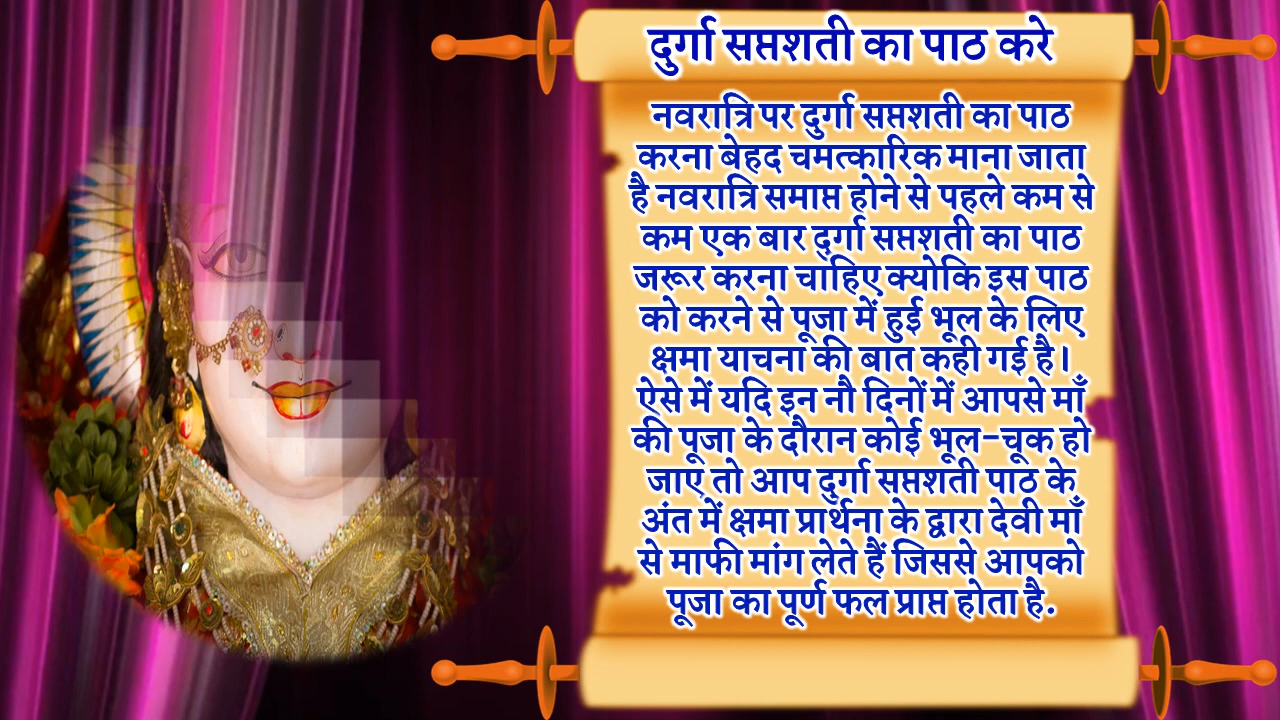 दुर्गा सप्तशती का पाठ करे
नवरात्रि पर दुर्गा सप्तशती का पाठ
करना बेहद चमत्कारिक माना जाता
है नवरात्रि समाप्त होने से पहले कम से
कम एक बार दुर्गा सप्तशती का पाठ
जरूर करना चाहिए क्योकि इस पाठ
को करने से पूजा में हुई भूल के लिए
क्षमा याचना की बात कही गई है।
ऐसे में यदि इन नौ दिनों में आपसे माँ
की पूजा के दौरान कोई भूल-चूक हो
जाए तो आप दुर्गा सप्तशती पाठ के
अंत में क्षमा प्रार्थना के द्वारा देवी माँ
से माफी मांग लेते हैं जिससे आपको
पूजा का पूर्ण फल प्राप्त होता है.